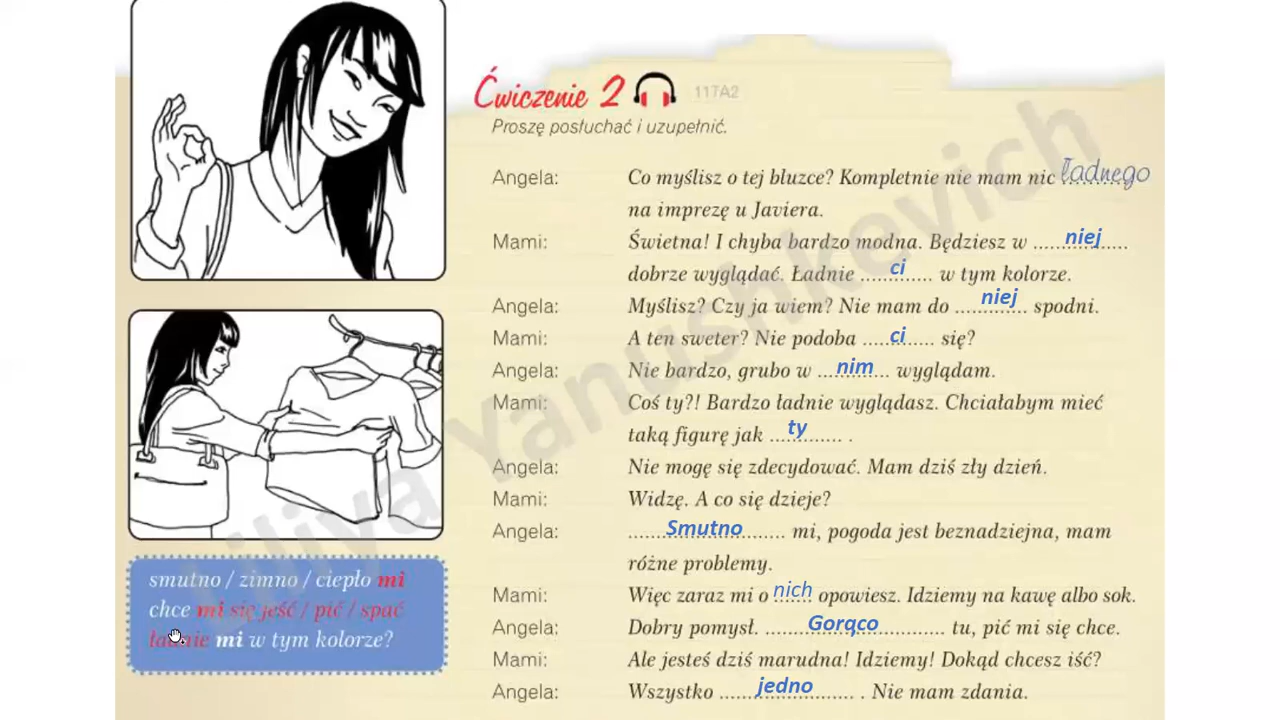 Ćwiczenie 2 117A2
Proszę posłuchać i uzupełnić.
Angela: Co myślisz o tej bluzce? Kompletnie nie mam nic ładnego
na imprezę u Javiera.
Mami: Świetna! I chyba bardzo modna. Będziesz w niej
dobrze wyglądać. Ładnie ci w tym kolorze.
Angela: Myślisz? Czy ja wiem? Nie mam do niej spodni.
Mami: A ten sweter? Nie podoba ci się?
Angela: Nie bardzo, grubo w nim wyglądam.
Mami: Coś ty?! Bardzo ładnie wyglądasz. Chciałabym mieć
taką figurę jak ty .
Angela: Nie mogę się zdecydować. Mam dziś zły dzień.
Mami: Widzę. A co się dzieje?
Angela: Smutno mi, pogoda jest beznadziejna, mam
różne problemy.
Mami: Więc zaraz mi o nich opowiesz. Idziemy na kawę albo sok.
Angela: Dobry pomysł. Gorąco tu, pić mi się chce.
Mami: Ale jesteś dziś marudna! Idziemy! Dokąd chcesz iść?
Angela: Wszystko jedno . Nie mam zdania.
smutno / zimno / ciepło mi
chce mi się jeść / pić / spać
ładnie mi w tym kolorze?
Liliya Yanushkevich